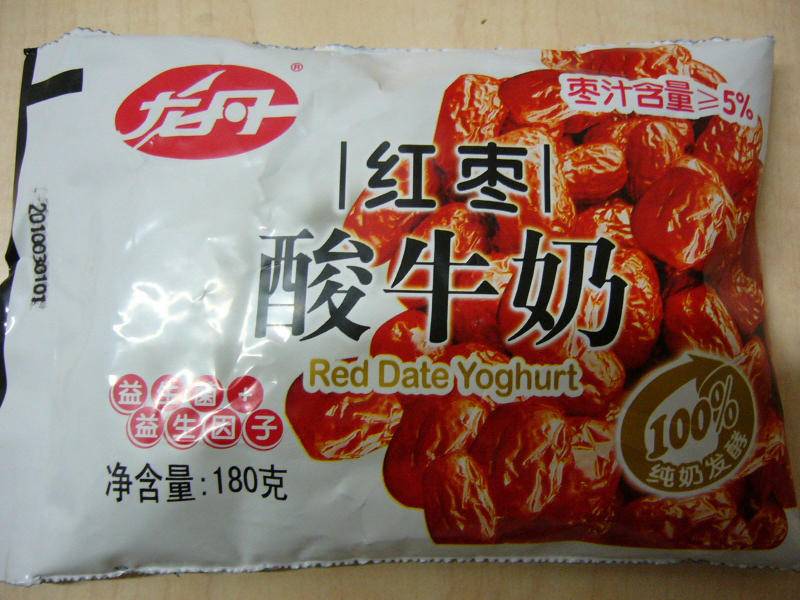 龙丹®
枣汁含量≥5%
红枣
酸牛奶
Red Date Yoghurt
益生菌+
益生因子
净含量:180克
100%
纯奶发酵